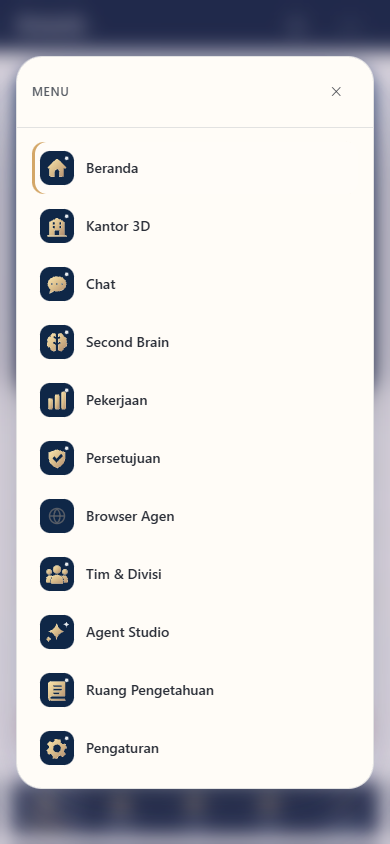 MENU
Beranda
Kantor 3D
Chat
Second Brain
Pekerjaan
Persetujuan
Browser Agen
Tim & Divisi
Agent Studio
Ruang Pengetahuan
Pengaturan